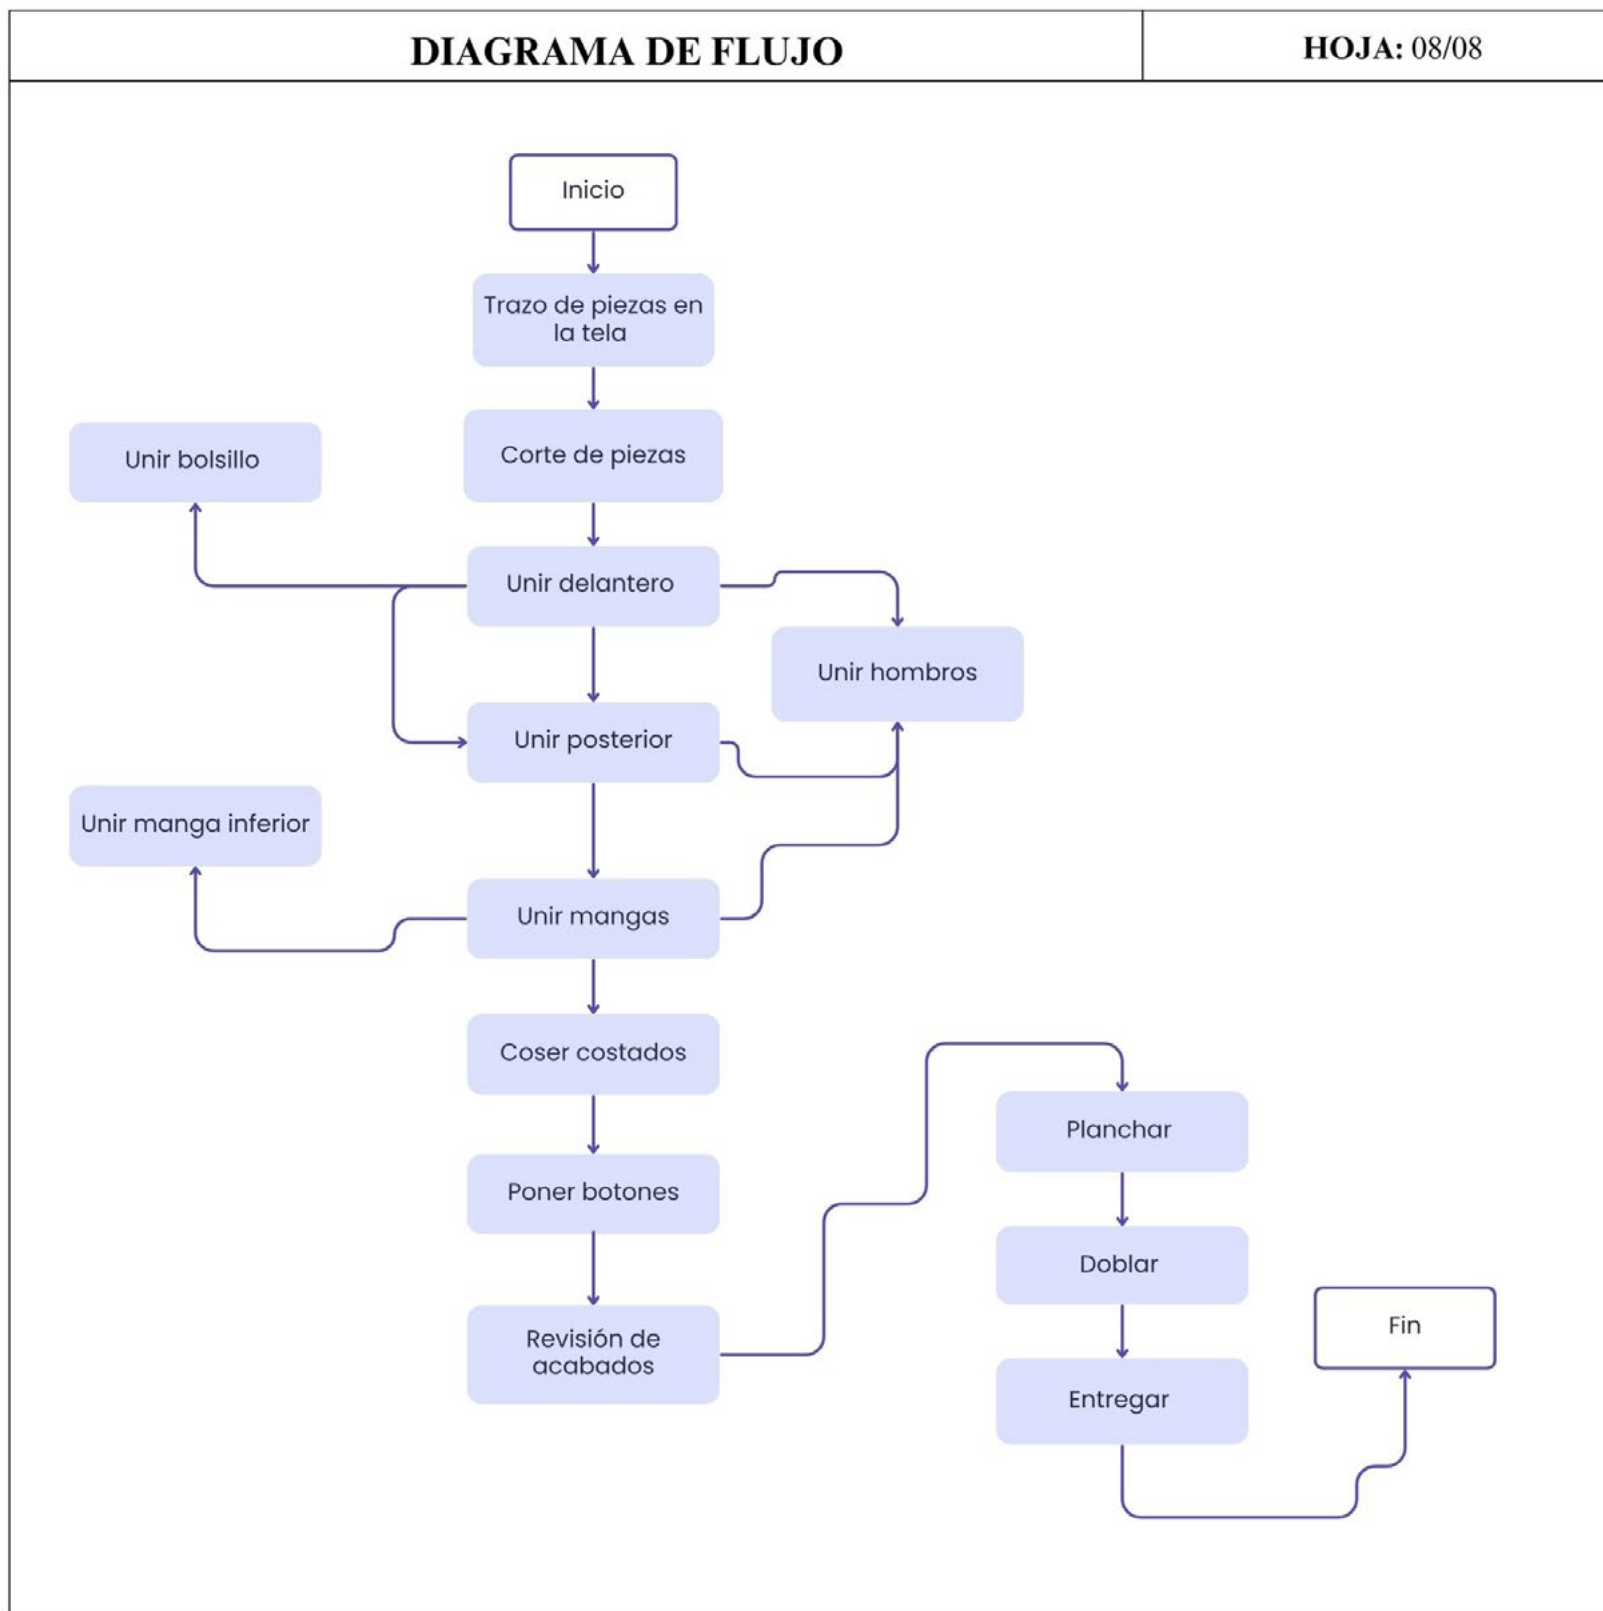 DIAGRAMA DE FLUJO
HOJA: 08/08
Inicio
Trazo de piezas en
la tela
Corte de piezas
Unir bolsillo
Unir delantero
Unir hombros
Unir posterior
Unir manga inferior
Unir mangas
Coser costados
Poner botones
Revisión de
acabados
Planchar
Doblar
Entregar
Fin